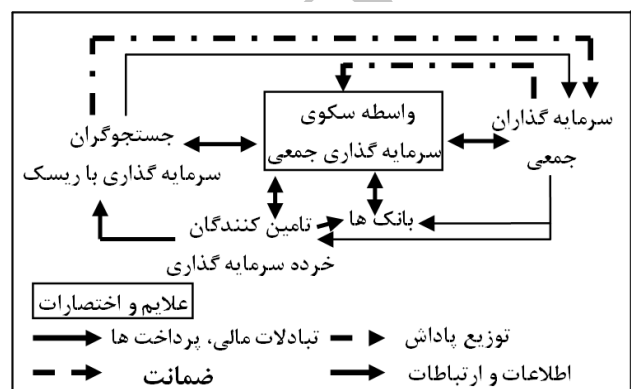 سرمایه گذاران
جمعی
واسطه سکوی
سرمایه گذاری جمعی
جستجوگران
سرمایه گذاری با ریسک
بانک ها
تامین کنندگان
خرده سرمایه گذاری
علایم و اختصارات
توزیع پاداش
تبادلات مالی، پرداخت ها
اطلاعات و ارتباطات
ضمانت